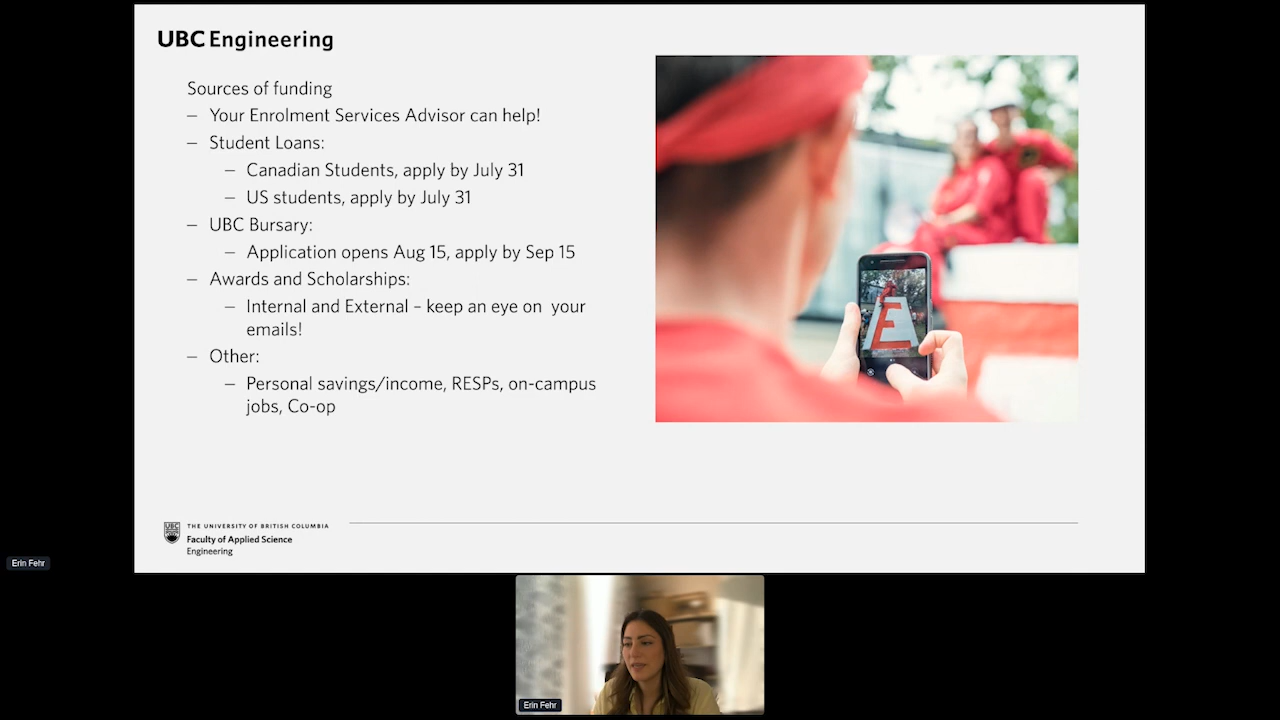 UBC Engineering
Sources of funding
– Your Enrolment Services Advisor can help!
– Student Loans:
– Canadian Students, apply by July 31
– US students, apply by July 31
– UBC Bursary:
– Application opens Aug 15, apply by Sep 15
– Awards and Scholarships:
– Internal and External – keep an eye on  your
emails!
– Other:
– Personal savings/income, RESPs, on-campus
jobs, Co-op
E
UBC
THE UNIVERSITY OF BRITISH COLUMBIA
Faculty of Applied Science
Engineering
Erin Fehr
Erin Fehr